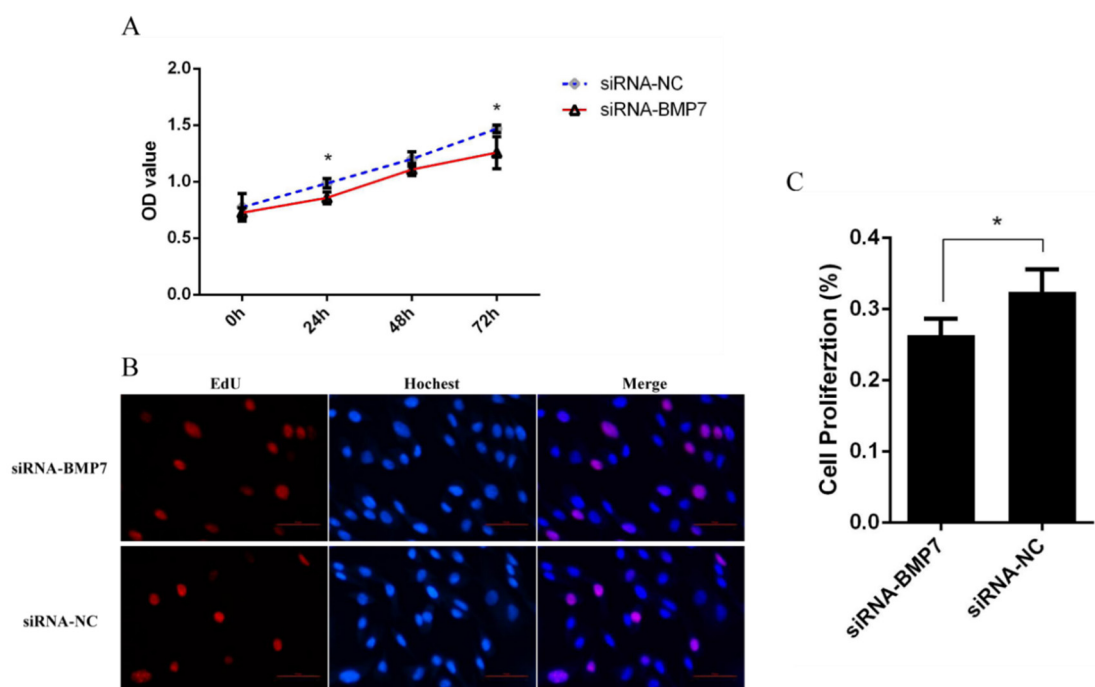 A
2.0
1.5
1.0
0.5
0.0
OD value
0h
24h
48h
72h
*
*
siRNA-NC
siRNA-BMP7
B
EdU
Hochest
Merge
siRNA-BMP7
siRNA-NC
C
0.4
0.3
0.2
0.1
0.0
Cell Proliferztion (%)
*
siRNA-BMP7
siRNA-NC